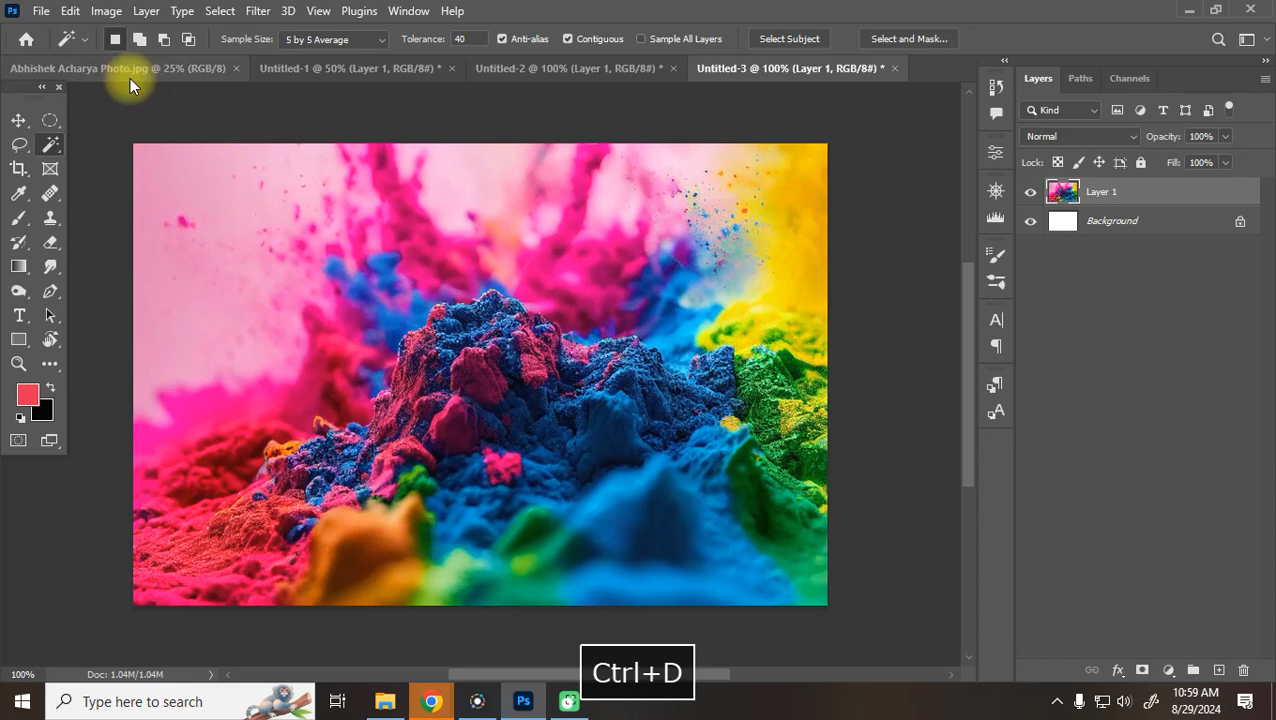 Ps File Edit Image Layer Type Select Filter 3D View Plugins Window Help
Sample Size: 5 by 5 Average Tolerance: 40 Anti-alias Contiguous Sample All Layers Select Subject Select and Mask...
Abhishek Acharya Photo.jpg @ 25% (RGB/8) × Untitled-1 @ 50% (Layer 1, RGB/8#) * × Untitled-2 @ 100% (Layer 1, RGB/8#) * × Untitled-3 @ 100% (Layer 1, RGB/8#) * ×
Layers Paths Channels
Kind
Normal Opacity: 100%
Lock: Fill: 100%
Layer 1
Background
Ctrl+D
100% Doc: 1.04M/1.04M
Type here to search
Ps
10:59 AM
8/29/2024